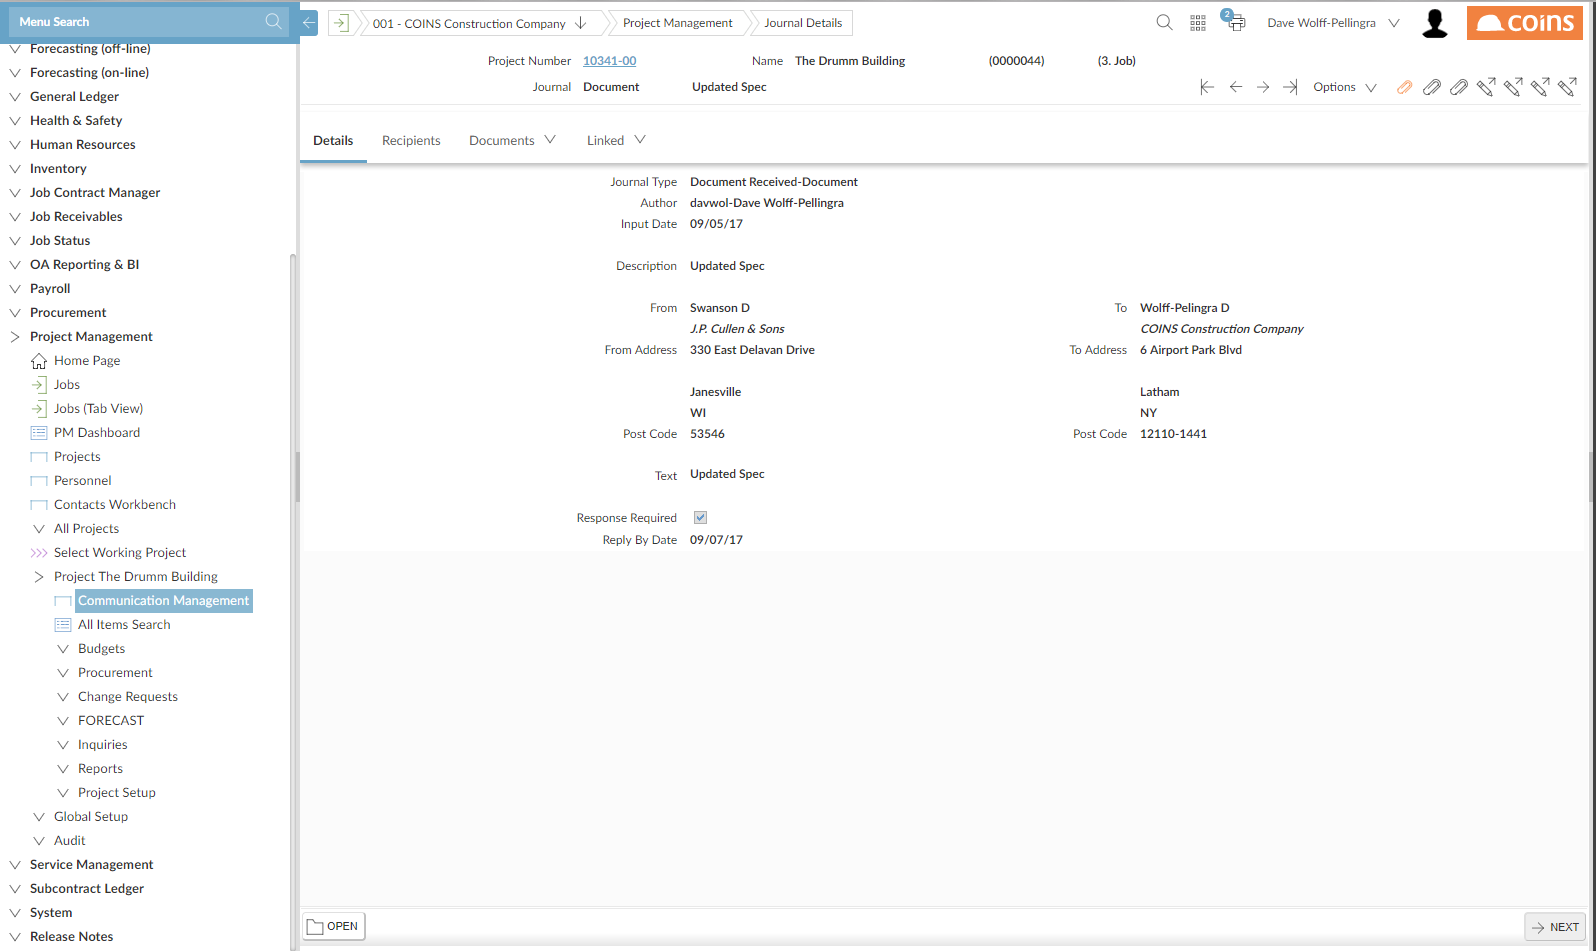 Menu Search
001 - COINS Construction Company
Project Management
Journal Details
2
Dave Wolff-Pellingra
coins
Forecasting (off-line)
Forecasting (on-line)
General Ledger
Health & Safety
Human Resources
Inventory
Job Contract Manager
Job Receivables
Job Status
OA Reporting & BI
Payroll
Procurement
Project Management
Home Page
Jobs
Jobs (Tab View)
PM Dashboard
Projects
Personnel
Contacts Workbench
All Projects
Select Working Project
Project The Drumm Building
Communication Management
All Items Search
Budgets
Procurement
Change Requests
FORECAST
Inquiries
Reports
Project Setup
Global Setup
Audit
Service Management
Subcontract Ledger
System
Release Notes
Project Number 10341-00 Name The Drumm Building (0000044) (3. Job)
Journal Document Updated Spec
Options
Details Recipients Documents Linked
Journal Type Document Received-Document
Author davwol-Dave Wolff-Pellingra
Input Date 09/05/17
Description Updated Spec
From Swanson D To Wolff-Pelingra D
J.P. Cullen & Sons COINS Construction Company
From Address 330 East Delavan Drive To Address 6 Airport Park Blvd
Janesville Latham
WI NY
Post Code 53546 Post Code 12110-1441
Text Updated Spec
Response Required
Reply By Date 09/07/17
OPEN
NEXT